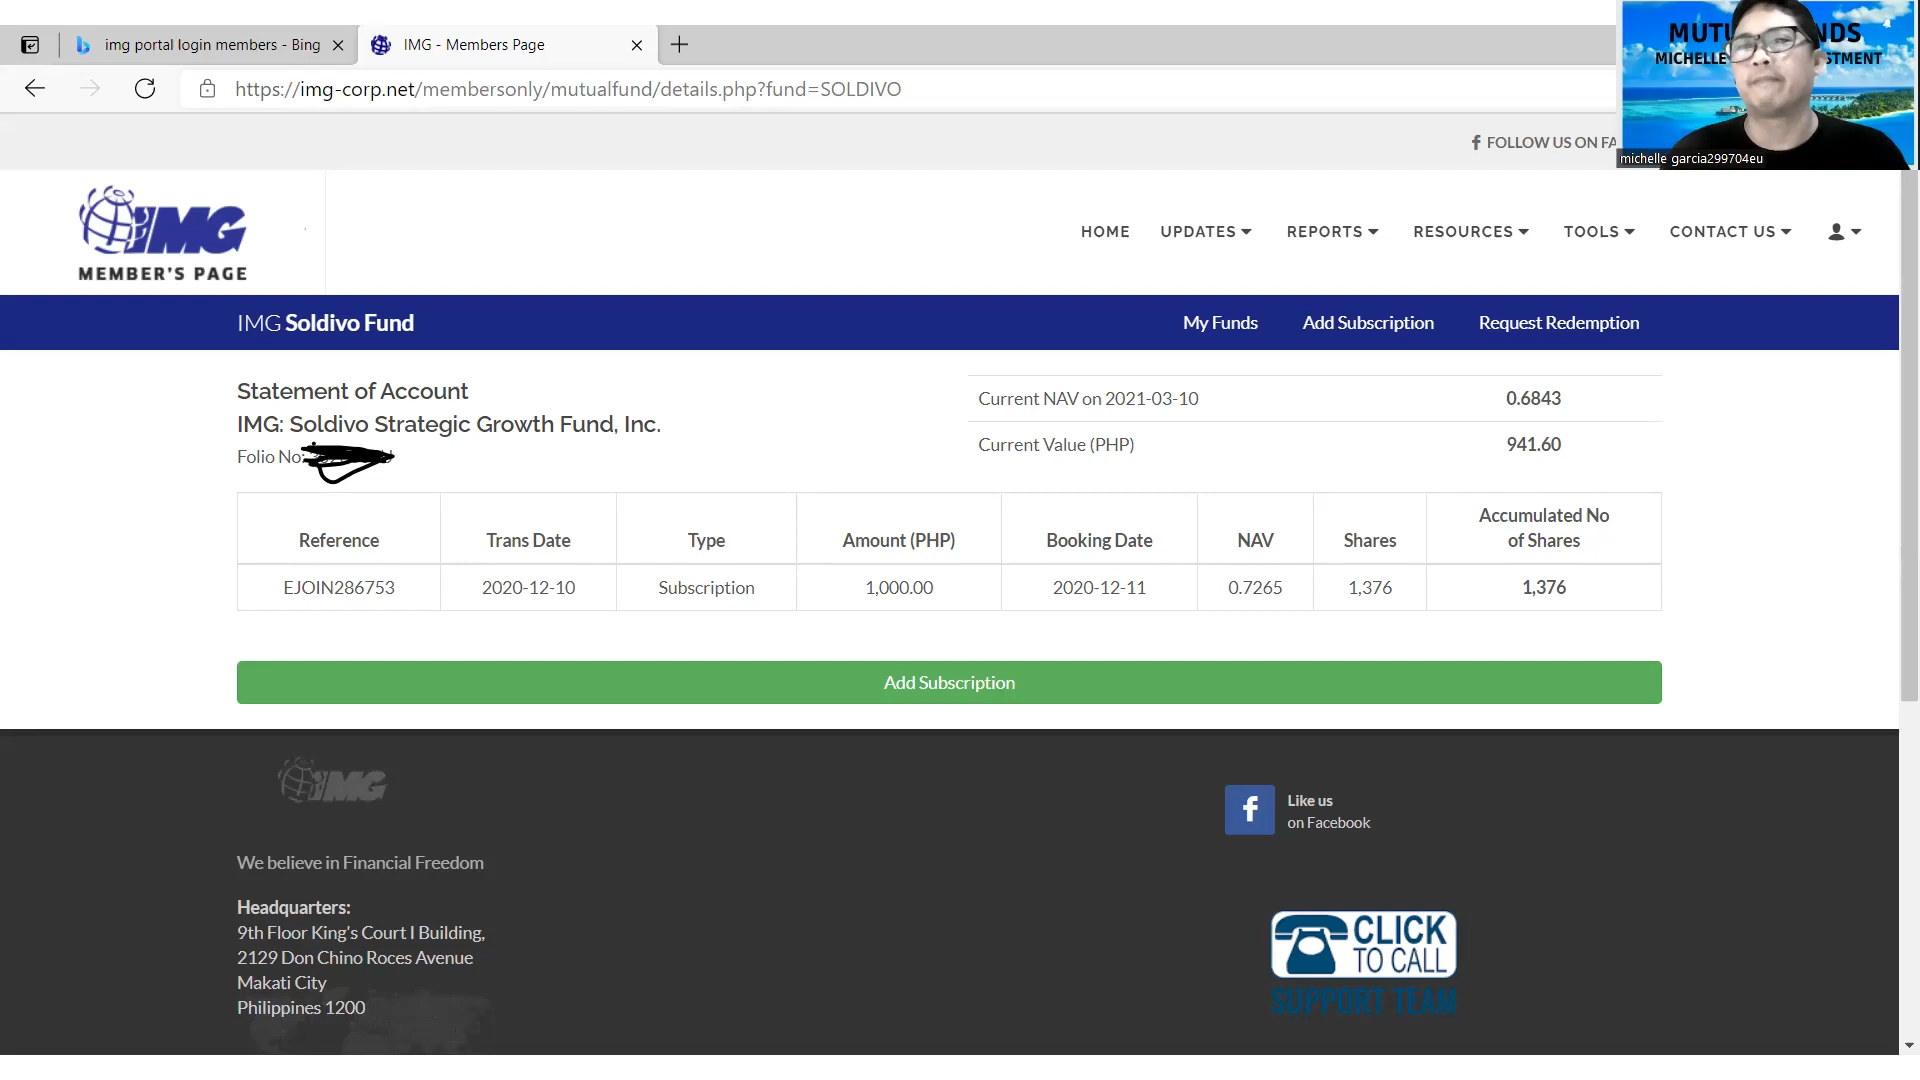 img portal login members - Bing
IMG - Members Page
https://img-corp.net/membersonly/mutualfund/details.php?fund=SOLDIVO
FOLLOW US ON FA
michelle garcia299704eu
IMG
MEMBER'S PAGE
HOME
UPDATES
REPORTS
RESOURCES
TOOLS
CONTACT US
IMG Soldivo Fund
My Funds
Add Subscription
Request Redemption
Statement of Account
IMG: Soldivo Strategic Growth Fund, Inc.
Folio No:
Current NAV on 2021-03-10 0.6843
Current Value (PHP) 941.60
Reference Trans Date Type Amount (PHP) Booking Date NAV Shares Accumulated No of Shares
EJOIN286753 2020-12-10 Subscription 1,000.00 2020-12-11 0.7265 1,376 1,376
Add Subscription
IMG
We believe in Financial Freedom
Headquarters:
9th Floor King's Court I Building,
2129 Don Chino Roces Avenue
Makati City
Philippines 1200
Like us
on Facebook
CLICK
TO CALL
SUPPORT TEAM